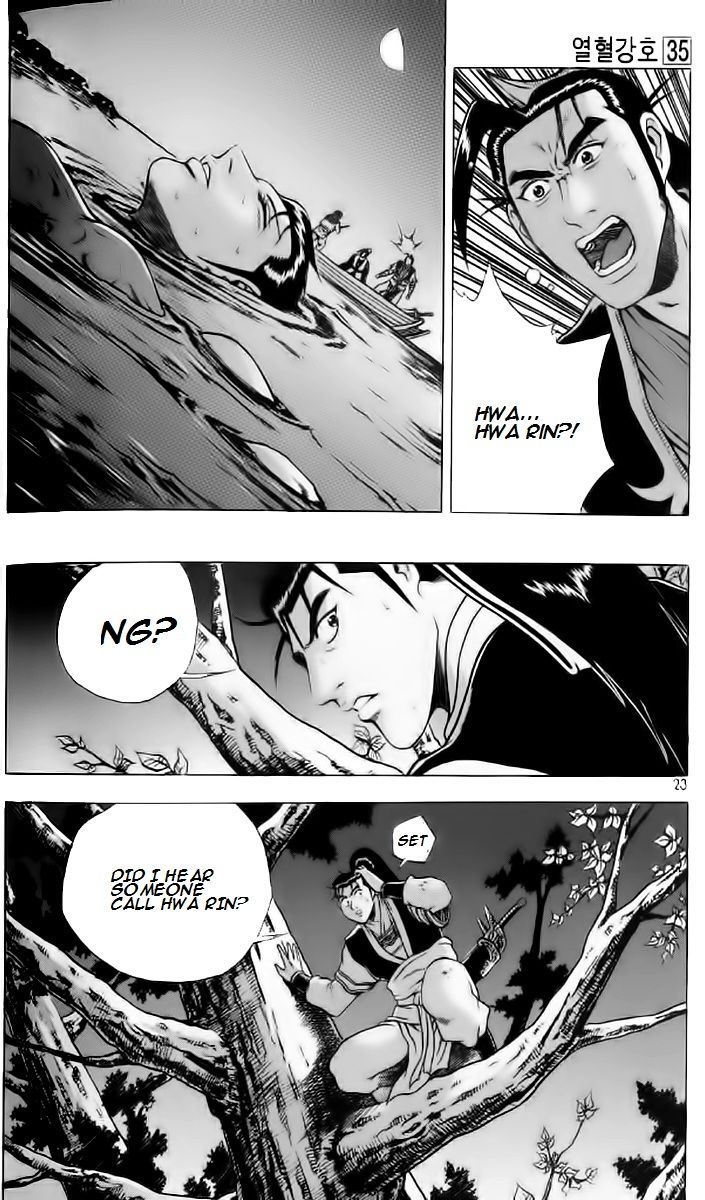 열혈강호 35
HWA...
HWA RIN?!
NG?
23
SET
DID I HEAR
SOMEONE
CALL HWA RIN?